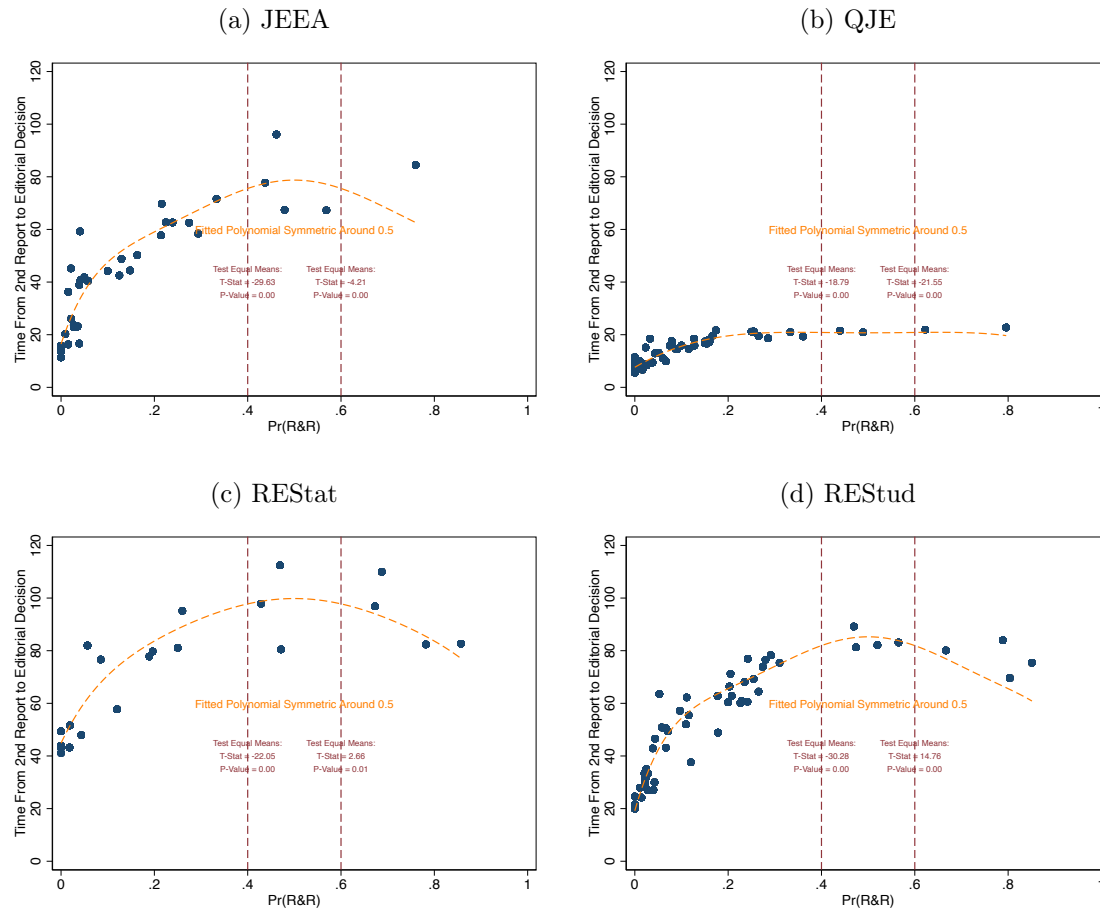 (a) JEEA
Time From 2nd Report to Editorial Decision
120
100
80
60
40
20
0
Fitted Polynomial Symmetric Around 0.5
Test Equal Means: Test Equal Means:
T-Stat = -29.63 T-Stat = -4.21
P-Value = 0.00 P-Value = 0.00
0 .2 .4 .6 .8 1
Pr(R&R)
(b) QJE
Time From 2nd Report to Editorial Decision
120
100
80
60
40
20
0
Fitted Polynomial Symmetric Around 0.5
Test Equal Means: Test Equal Means:
T-Stat = -18.79 T-Stat = -21.55
P-Value = 0.00 P-Value = 0.00
0 .2 .4 .6 .8 1
Pr(R&R)
(c) REStat
Time From 2nd Report to Editorial Decision
120
100
80
60
40
20
0
Fitted Polynomial Symmetric Around 0.5
Test Equal Means: Test Equal Means:
T-Stat = -22.05 T-Stat = 2.66
P-Value = 0.00 P-Value = 0.01
0 .2 .4 .6 .8 1
Pr(R&R)
(d) REStud
Time From 2nd Report to Editorial Decision
120
100
80
60
40
20
0
Fitted Polynomial Symmetric Around 0.5
Test Equal Means: Test Equal Means:
T-Stat = -30.28 T-Stat = 14.76
P-Value = 0.00 P-Value = 0.00
0 .2 .4 .6 .8 1
Pr(R&R)